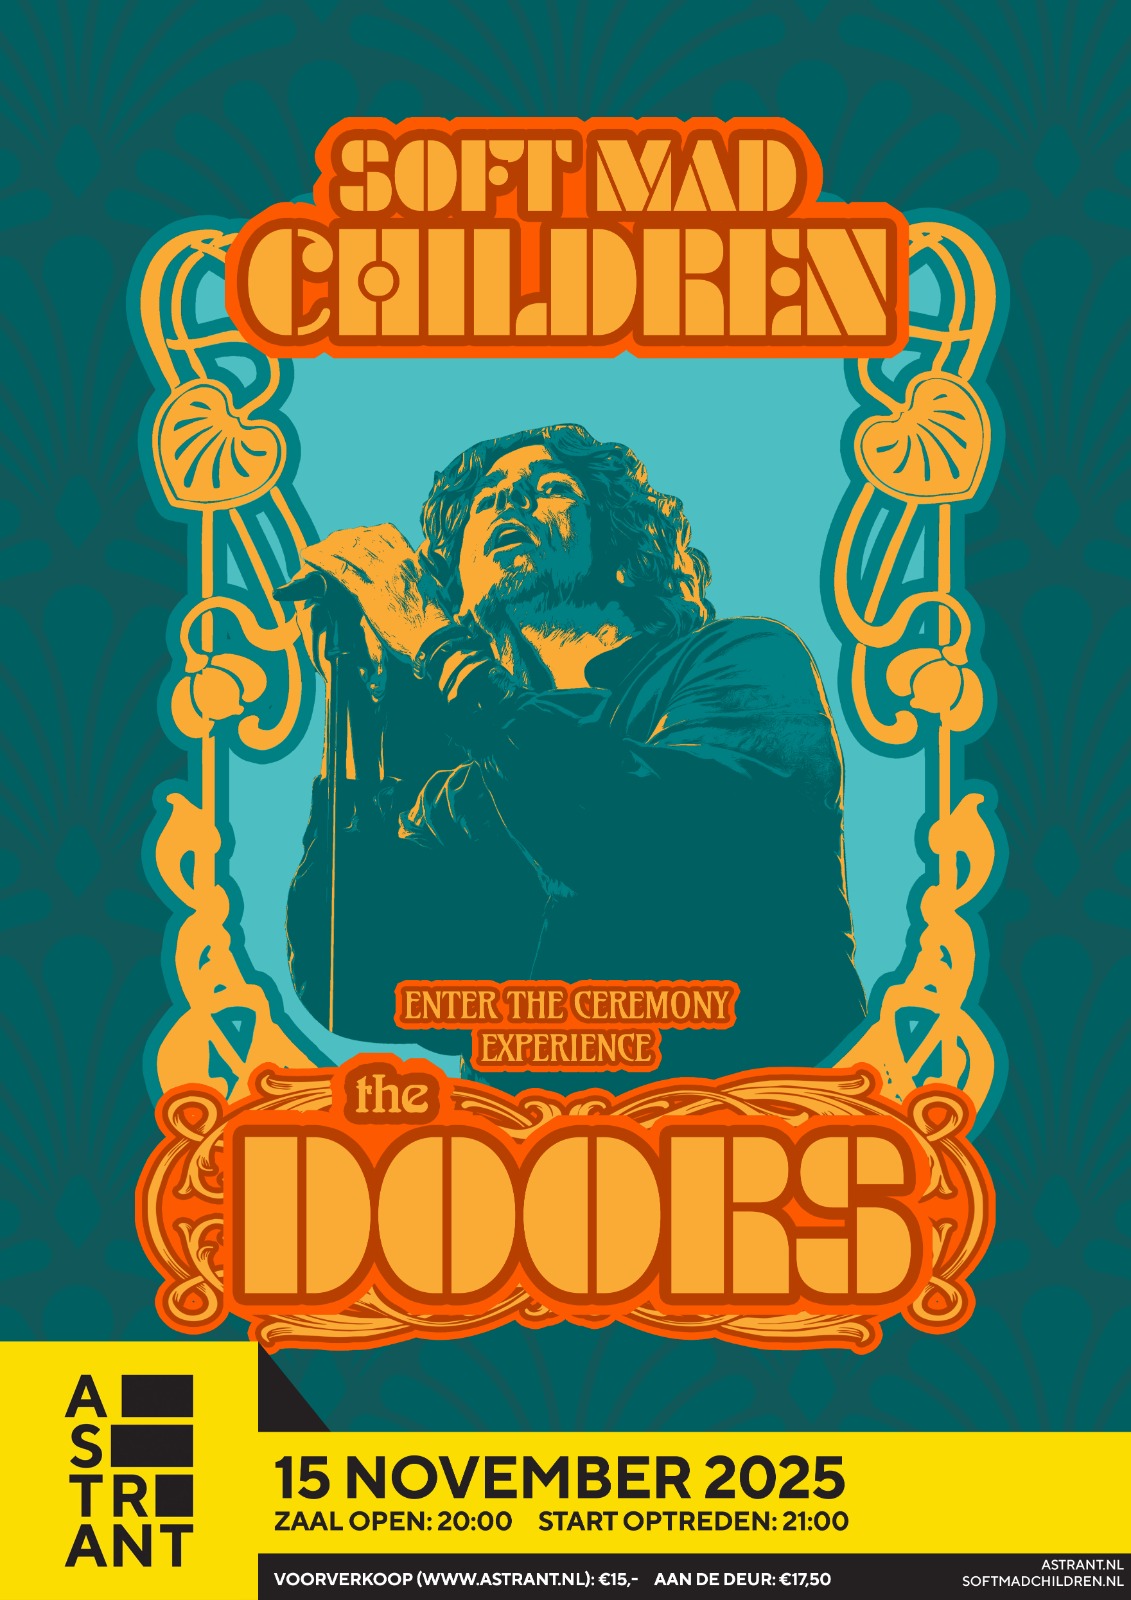 SOFT MAD
CHILDREN
ENTER THE CEREMONY
EXPERIENCE
the
DOORS
A
S
TR
ANT
15 NOVEMBER 2025
ZAAL OPEN: 20:00 START OPTREDEN: 21:00
VOORVERKOOP (WWW.ASTRANT.NL): €15,- AAN DE DEUR: €17,50
ASTRANT.NL
SOFTMADCHILDREN.NL